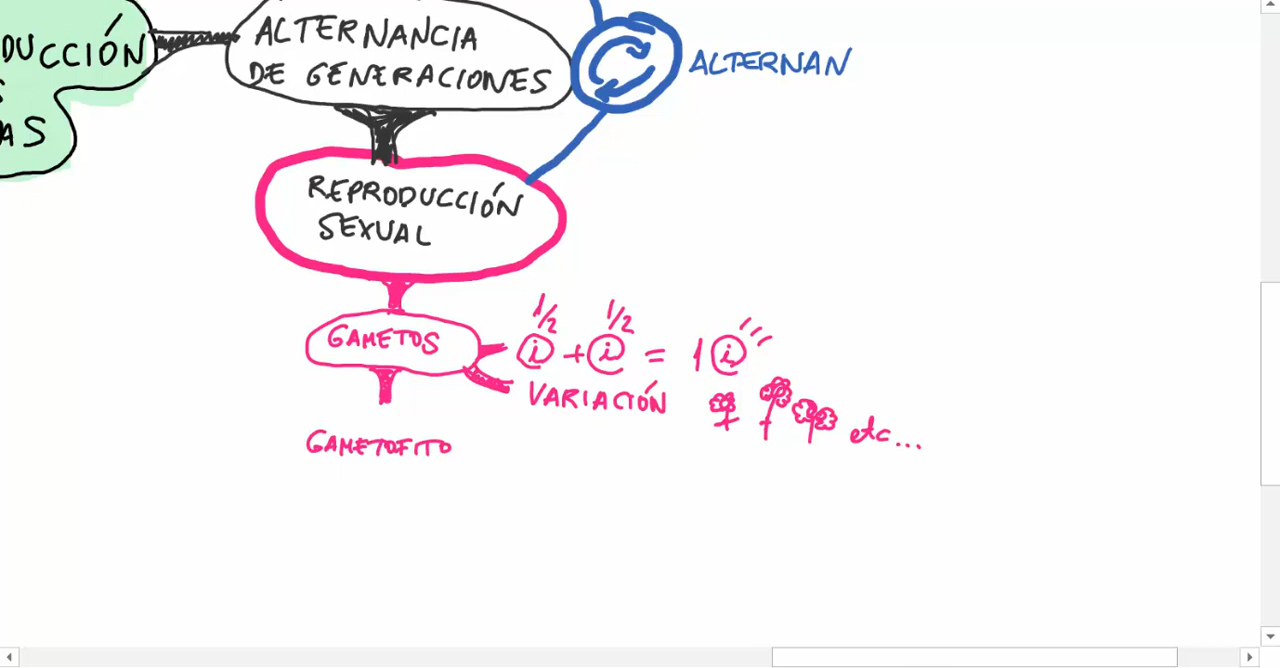 DUCCIÓN
AS
ALTERNANCIA
DE GENERACIONES
ALTERNAN
REPRODUCCIÓN
SEXUAL
GAMETOS
1/2 1/2
i + i = 1 i
VARIACIÓN etc...
GAMETOFITO